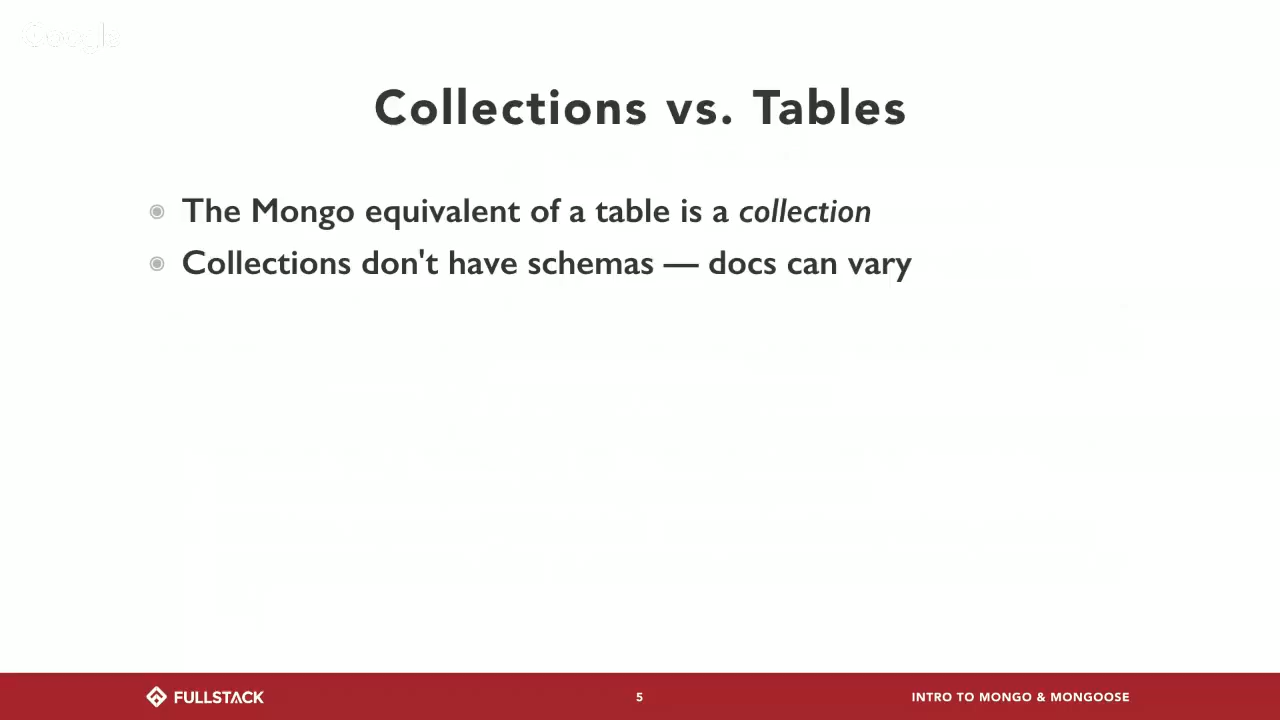 Collections vs. Tables
The Mongo equivalent of a table is a collection
Collections don't have schemas — docs can vary
FULLSTACK
5
INTRO TO MONGO & MONGOOSE